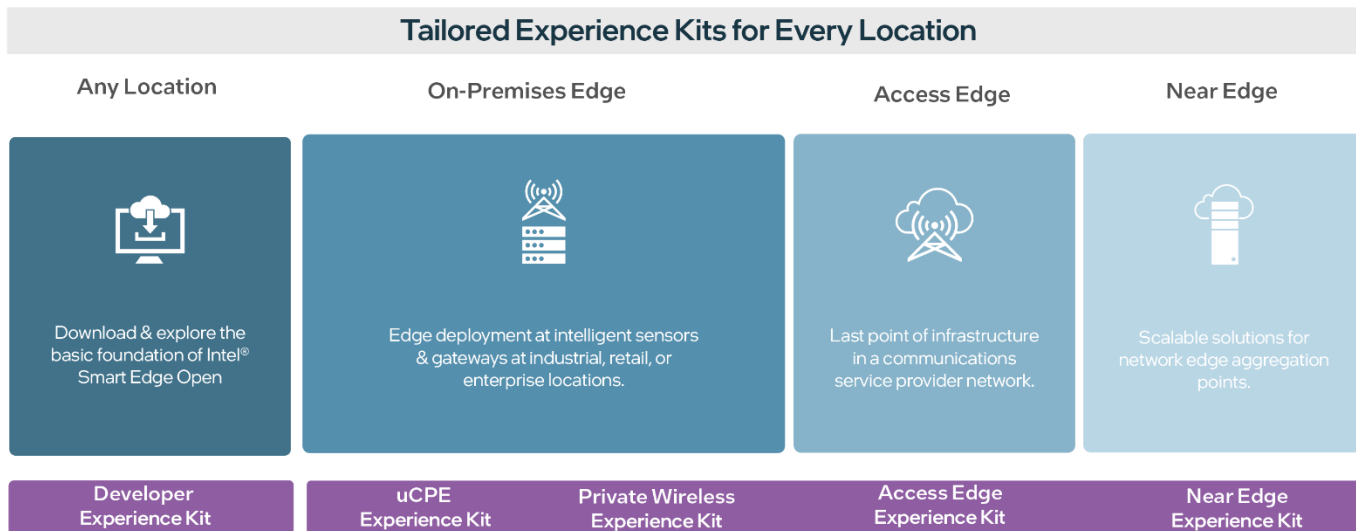 Tailored Experience Kits for Every Location
Any Location
On-Premises Edge
Access Edge
Near Edge
Download & explore the
basic foundation of Intel®
Smart Edge Open
Edge deployment at intelligent sensors
& gateways at industrial, retail, or
enterprise locations.
Last point of infrastructure
in a communications
service provider network.
Scalable solutions for
network edge aggregation
points.
Developer
Experience Kit
uCPE
Experience Kit
Private Wireless
Experience Kit
Access Edge
Experience Kit
Near Edge
Experience Kit